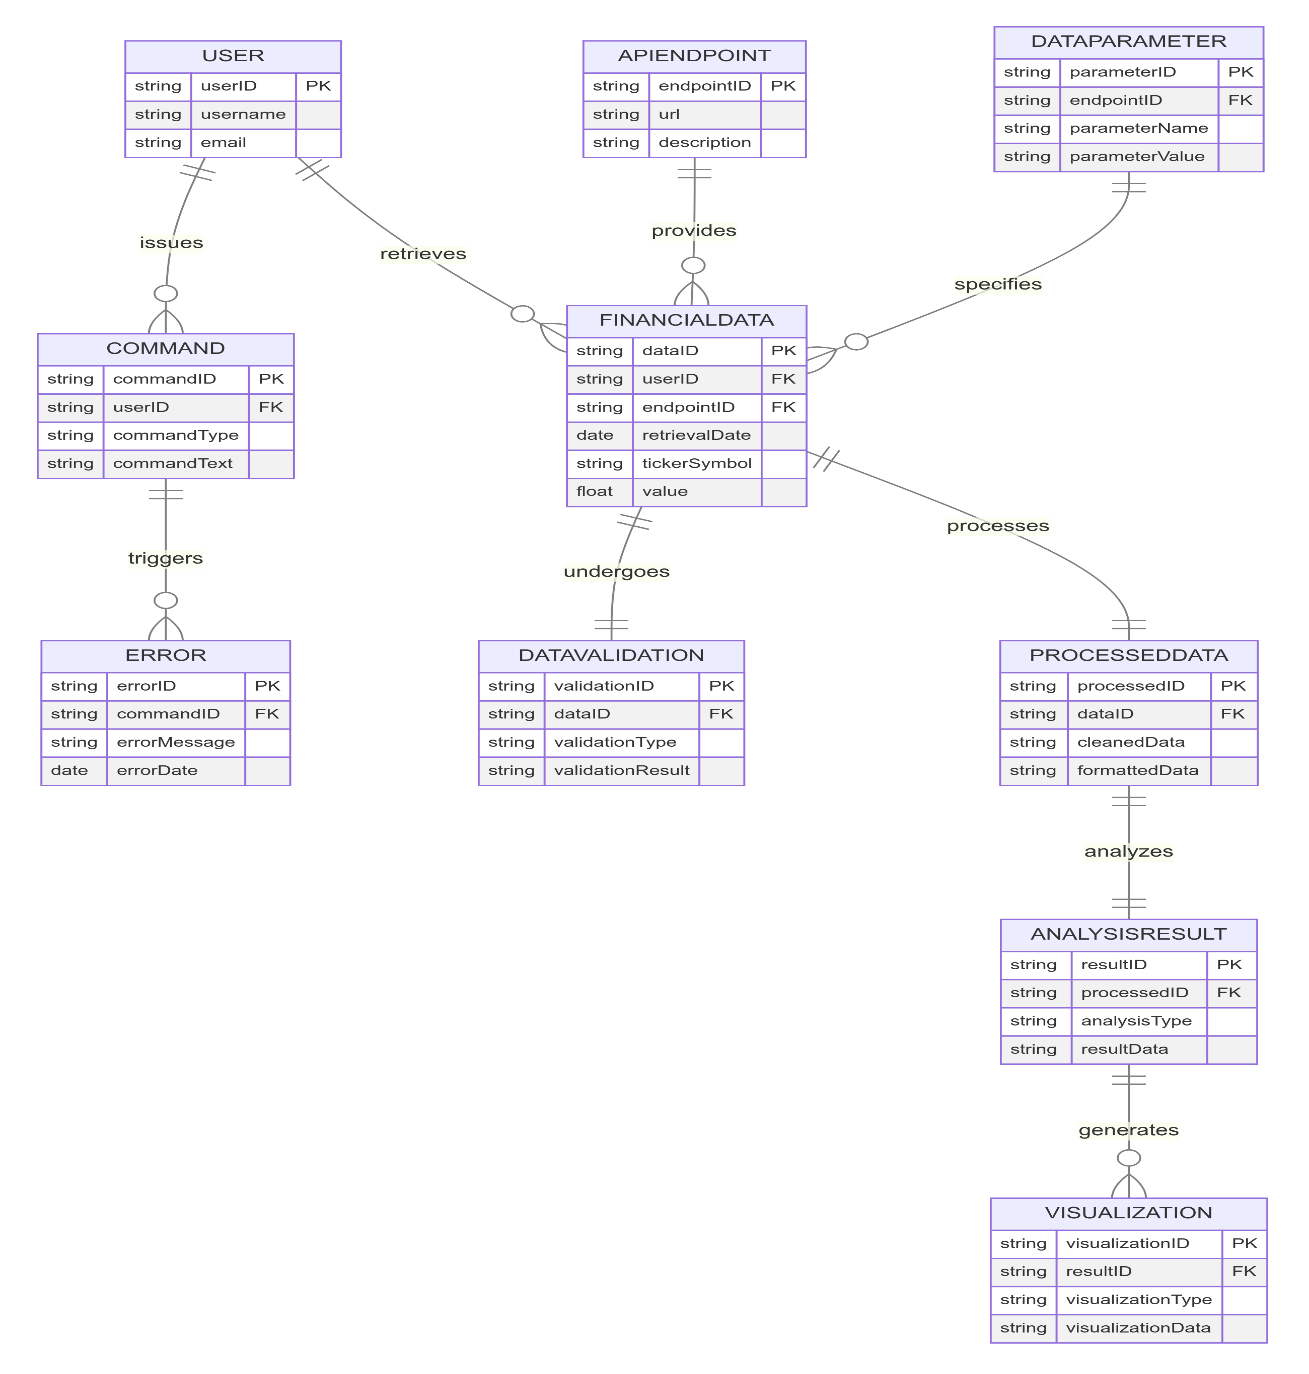 USER
string userID PK
string username
string email
APIENDPOINT
string endpointID PK
string url
string description
DATAPARAMETER
string parameterID PK
string endpointID FK
string parameterName
string parameterValue
issues
retrieves
provides
specifies
COMMAND
string commandID PK
string userID FK
string commandType
string commandText
FINANCIALDATA
string dataID PK
string userID FK
string endpointID FK
date retrievalDate
string tickerSymbol
float value
triggers
undergoes
processes
ERROR
string errorID PK
string commandID FK
string errorMessage
date errorDate
DATAVALIDATION
string validationID PK
string dataID FK
string validationType
string validationResult
PROCESSEDDATA
string processedID PK
string dataID FK
string cleanedData
string formattedData
analyzes
ANALYSISRESULT
string resultID PK
string processedID FK
string analysisType
string resultData
generates
VISUALIZATION
string visualizationID PK
string resultID FK
string visualizationType
string visualizationData